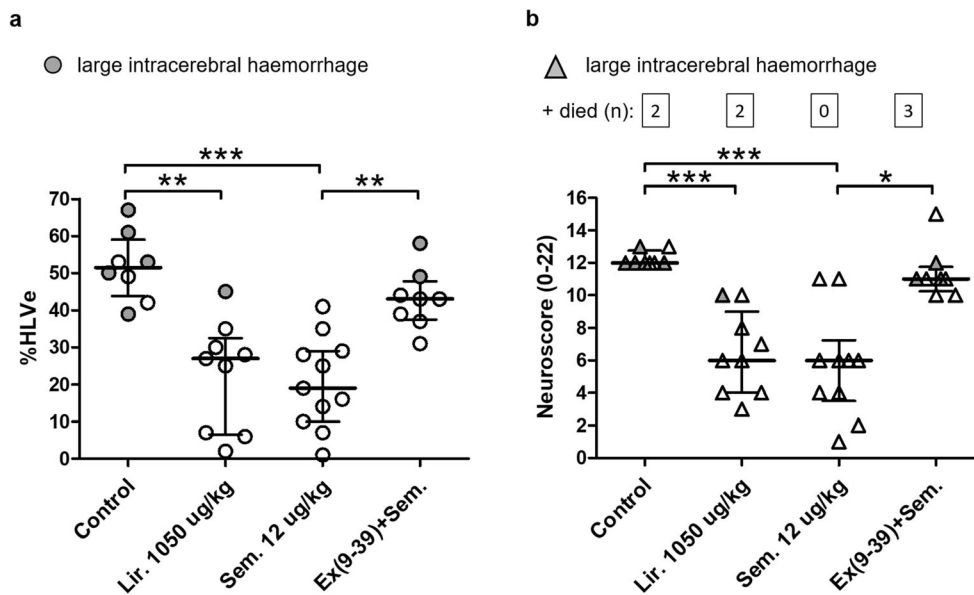 a
large intracerebral haemorrhage
***
**
**
%HLVe
70
60
50
40
30
20
10
0
Control
Lir. 1050 ug/kg
Sem. 12 ug/kg
Ex(9-39)+Sem.
b
large intracerebral haemorrhage
+ died (n): 2 2 0 3
***
***
*
Neuroscore (0-22)
16
14
12
10
8
6
4
2
0
Control
Lir. 1050 ug/kg
Sem. 12 ug/kg
Ex(9-39)+Sem.